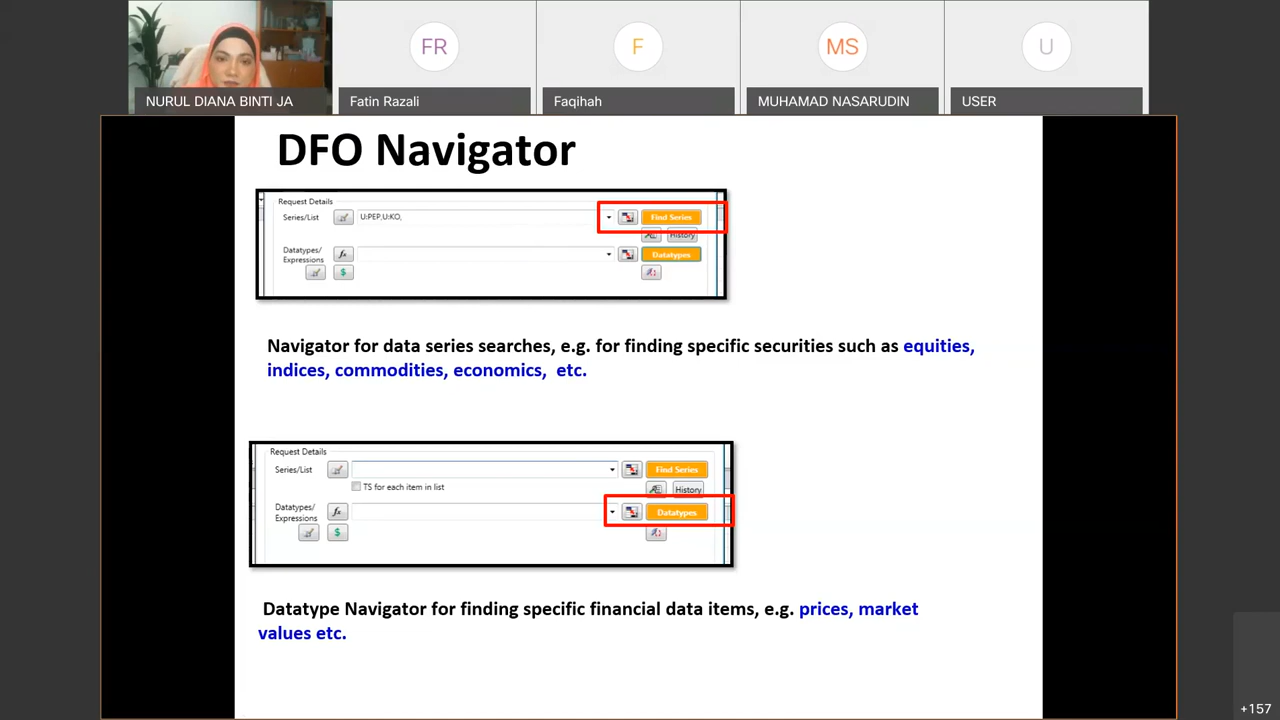 FR
F
MS
U
NURUL DIANA BINTI JA
Fatin Razali
Faqihah
MUHAMAD NASARUDIN
USER
DFO Navigator
Request Details
Series/List
U:PEP,U:KO,
Find Series
History
Datatypes/
Expressions
fx
Datatypes
$
Navigator for data series searches, e.g. for finding specific securities such as equities,
indices, commodities, economics, etc.
Request Details
Series/List
Find Series
TS for each item in list
History
Datatypes/
Expressions
fx
Datatypes
$
Datatype Navigator for finding specific financial data items, e.g. prices, market
values etc.
+157